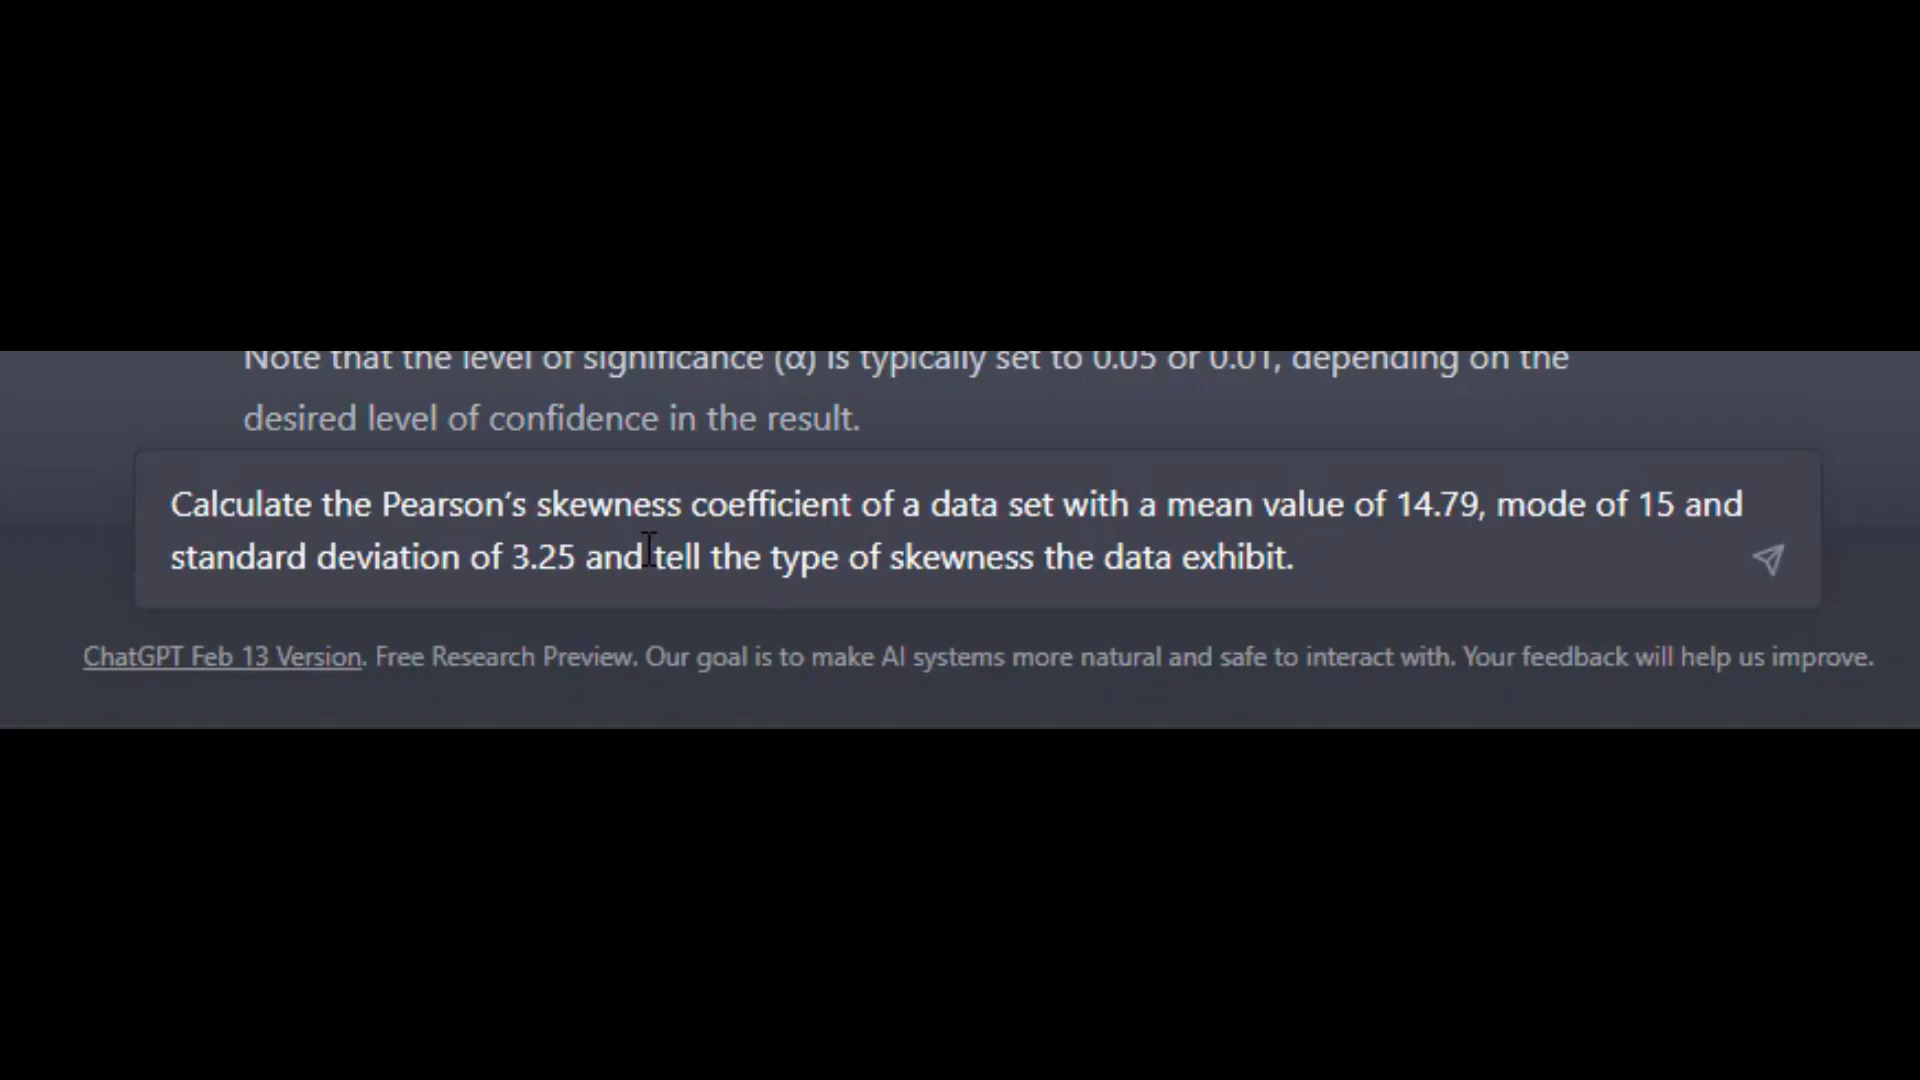 Note that the level of significance (α) is typically set to 0.05 or 0.01, depending on the
desired level of confidence in the result.
Calculate the Pearson’s skewness coefficient of a data set with a mean value of 14.79, mode of 15 and
standard deviation of 3.25 and tell the type of skewness the data exhibit.
ChatGPT Feb 13 Version. Free Research Preview. Our goal is to make AI systems more natural and safe to interact with. Your feedback will help us improve.